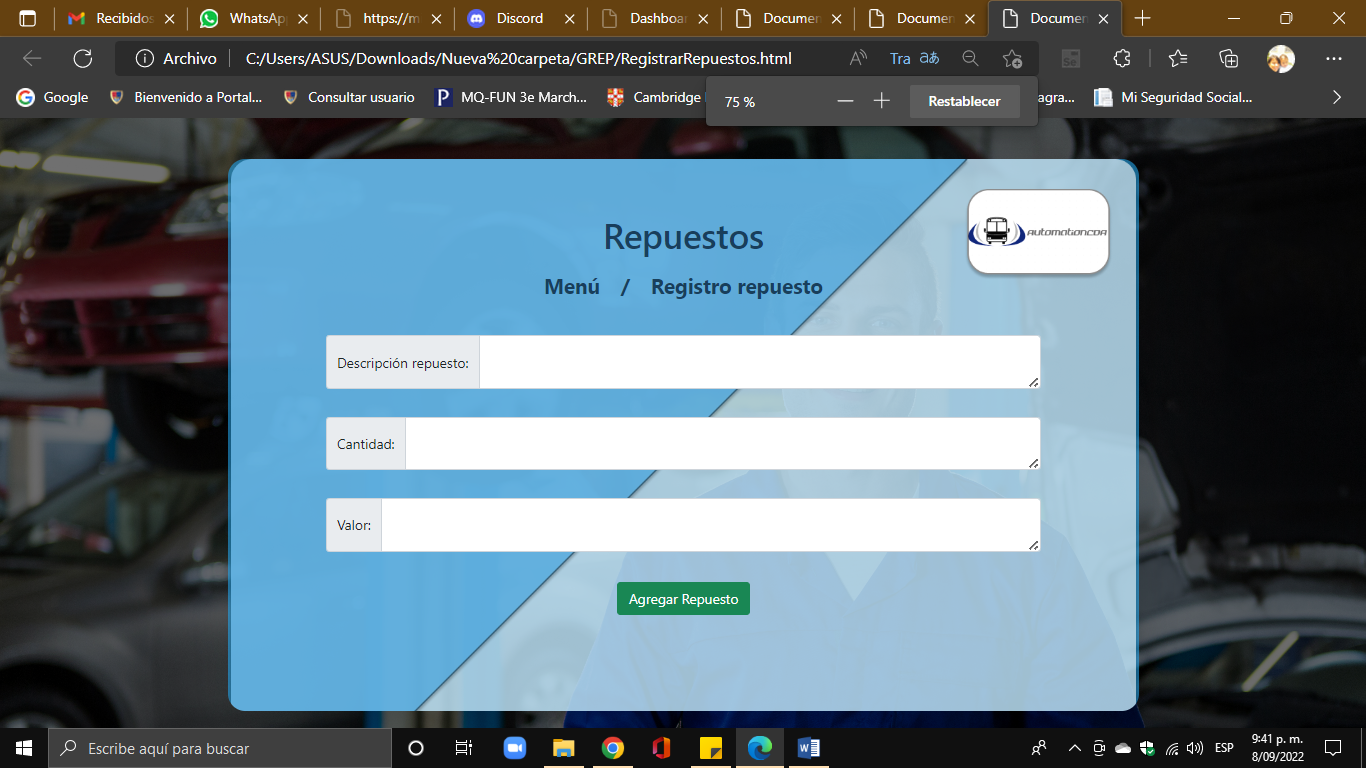 Recibidos
WhatsApp
https://m
Discord
Dashboar
Documen
Documen
Documen
Archivo
C:/Users/ASUS/Downloads/Nueva%20carpeta/GREP/RegistrarRepuestos.html
Tra
Google
Bienvenido a Portal...
Consultar usuario
MQ-FUN 3e March...
Cambridge
agra...
Mi Seguridad Social...
75 %
Restablecer
Repuestos
AUTOMATIONCDA
Menú / Registro repuesto
Descripción repuesto:
Cantidad:
Valor:
Agregar Repuesto
Escribe aquí para buscar
ESP
9:41 p. m.
8/09/2022